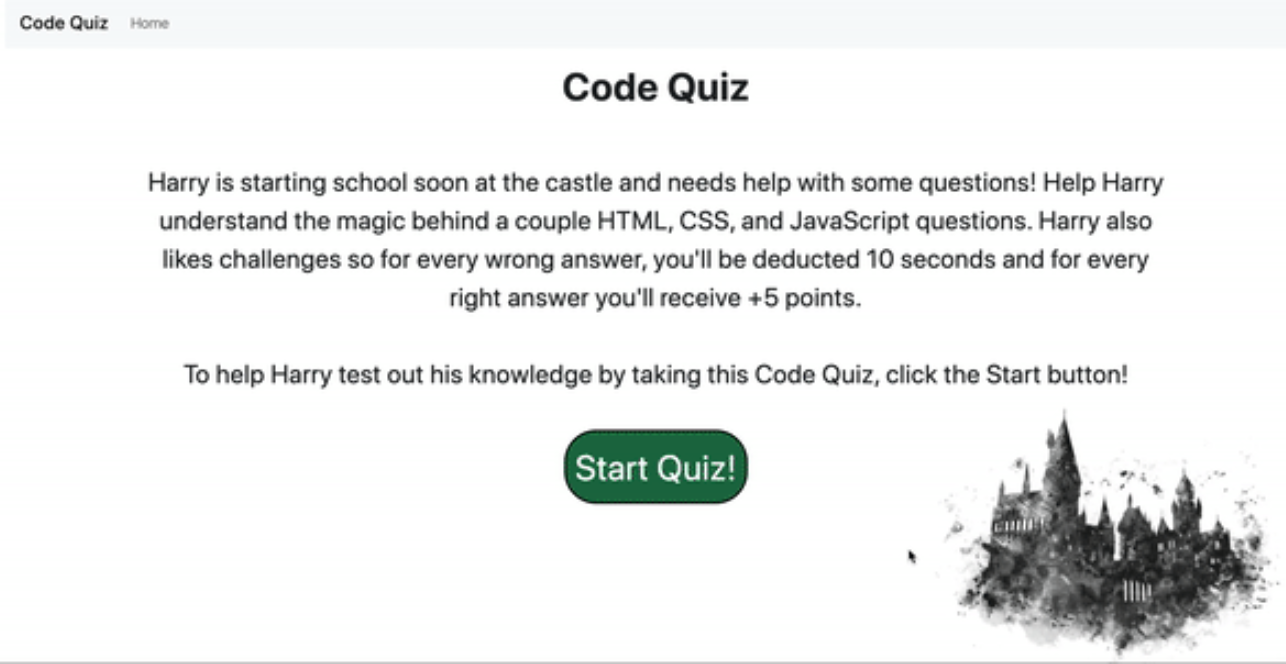 Code Quiz Home
Code Quiz
Harry is starting school soon at the castle and needs help with some questions! Help Harry
understand the magic behind a couple HTML, CSS, and JavaScript questions. Harry also
likes challenges so for every wrong answer, you'll be deducted 10 seconds and for every
right answer you'll receive +5 points.
To help Harry test out his knowledge by taking this Code Quiz, click the Start button!
Start Quiz!